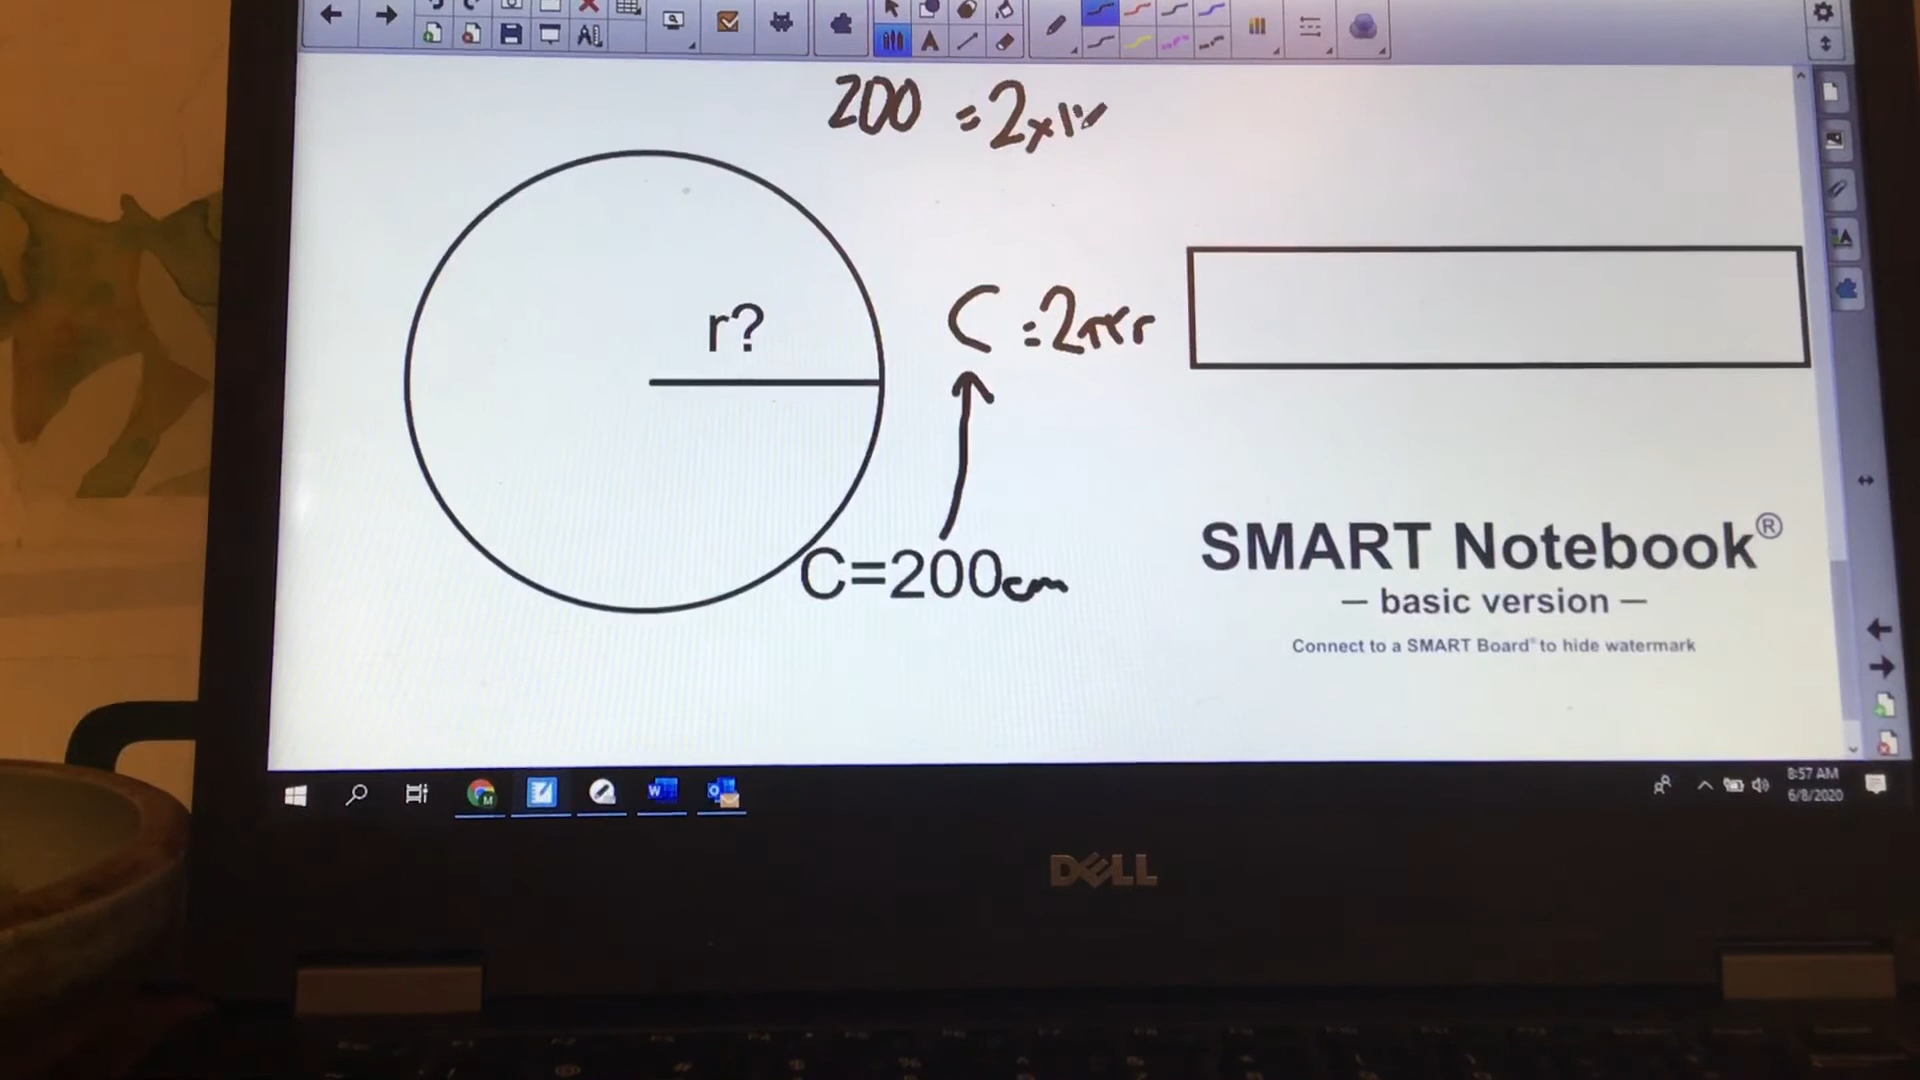 200 = 2×π
r?
C = 2πr
C=200cm
SMART Notebook®
— basic version —
Connect to a SMART Board® to hide watermark
8:57 AM
6/8/2020
DELL